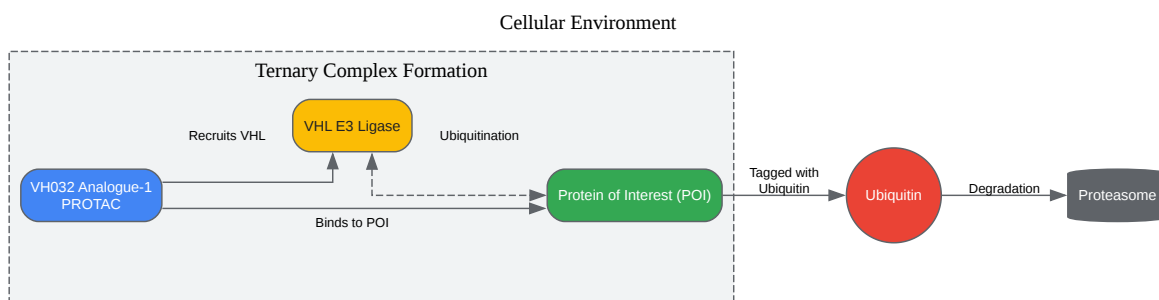 Cellular Environment
Ternary Complex Formation
VHL E3 Ligase
Recruits VHL
Ubiquitination
VH032 Analogue-1
PROTAC
Binds to POI
Protein of Interest (POI)
Tagged with
Ubiquitin
Ubiquitin
Degradation
Proteasome